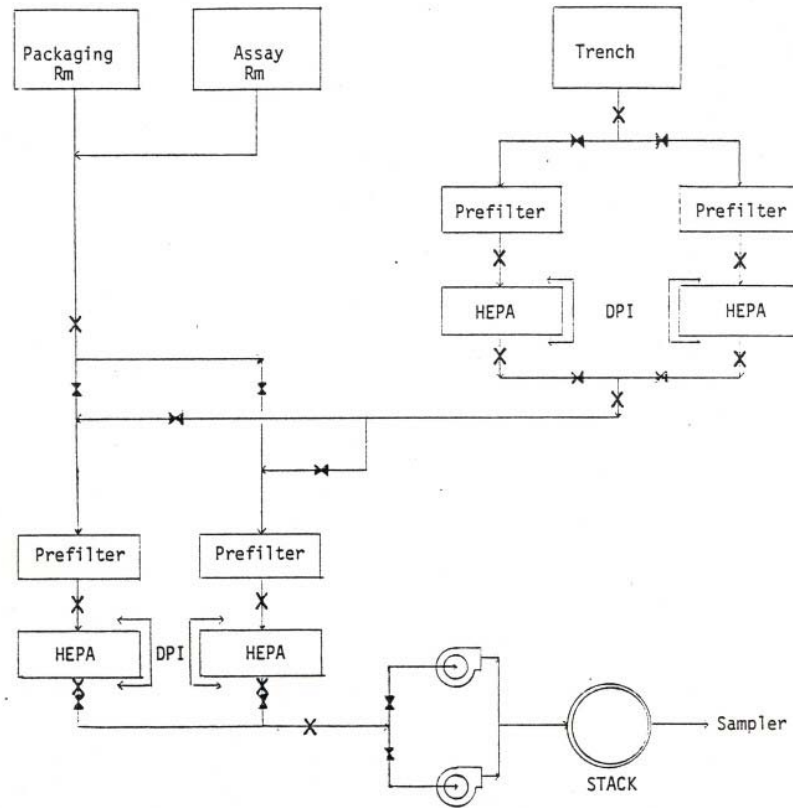 Packaging
Rm
Assay
Rm
Trench
Prefilter
Prefilter
HEPA
DPI
HEPA
Prefilter
Prefilter
HEPA
DPI
HEPA
Sampler
STACK